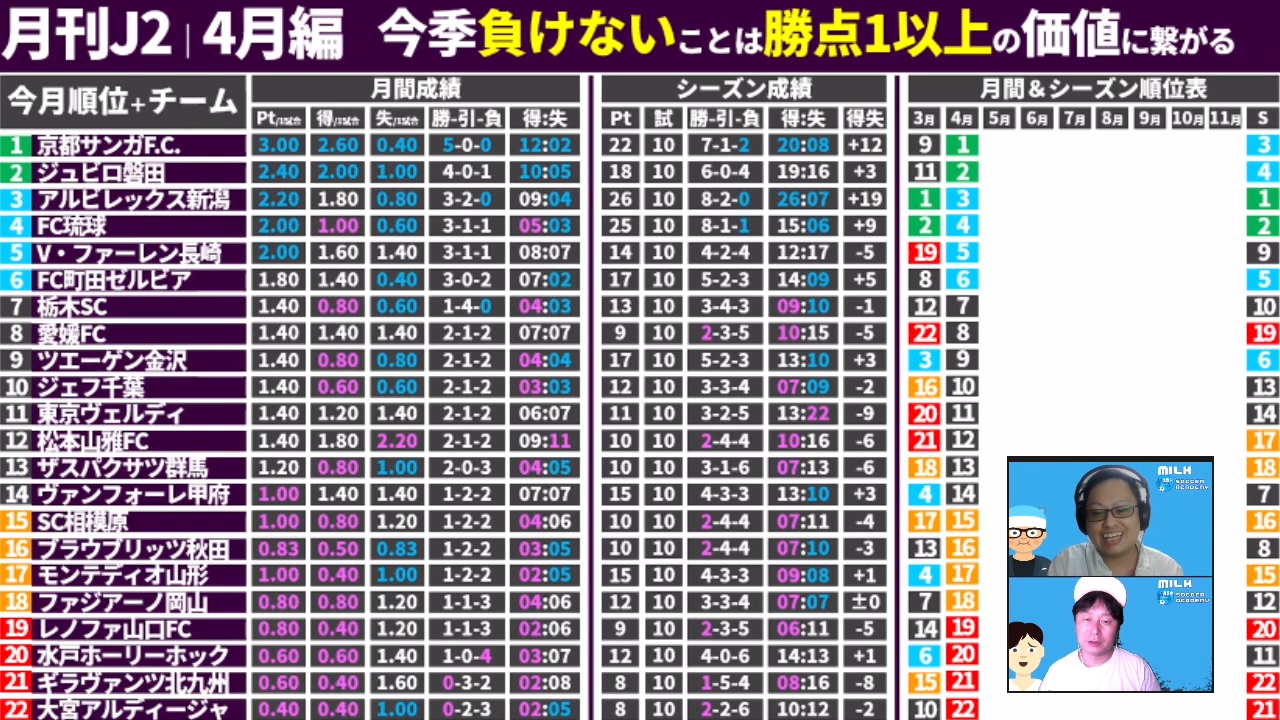 月刊J2｜4月編 今季負けないことは勝点1以上の価値に繋がる
今月順位+チーム 月間成績 シーズン成績 月間＆シーズン順位表
Pt/1試合 得/1試合 失/1試合 勝-引-負 得:失 Pt 試 勝-引-負 得:失 得失 3月 4月 5月 6月 7月 8月 9月 10月 11月 S
1 京都サンガF.C. 3.00 2.60 0.40 5-0-0 12:02 22 10 7-1-2 20:08 +12 9 1 3
2 ジュビロ磐田 2.40 2.00 1.00 4-0-1 10:05 18 10 6-0-4 19:16 +3 11 2 4
3 アルビレックス新潟 2.20 1.80 0.80 3-2-0 09:04 26 10 8-2-0 26:07 +19 1 3 1
4 FC琉球 2.00 1.00 0.60 3-1-1 05:03 25 10 8-1-1 15:06 +9 2 4 2
5 V・ファーレン長崎 2.00 1.60 1.40 3-1-1 08:07 14 10 4-2-4 12:17 -5 19 5 9
6 FC町田ゼルビア 1.80 1.40 0.40 3-0-2 07:02 17 10 5-2-3 14:09 +5 8 6 5
7 栃木SC 1.40 0.80 0.60 1-4-0 04:03 13 10 3-4-3 09:10 -1 12 7 10
8 愛媛FC 1.40 1.40 1.40 2-1-2 07:07 9 10 2-3-5 10:15 -5 22 8 19
9 ツエーゲン金沢 1.40 0.80 0.80 2-1-2 04:04 17 10 5-2-3 13:10 +3 3 9 6
10 ジェフ千葉 1.40 0.60 0.60 2-1-2 03:03 12 10 3-3-4 07:09 -2 16 10 13
11 東京ヴェルディ 1.40 1.20 1.40 2-1-2 06:07 11 10 3-2-5 13:22 -9 20 11 14
12 松本山雅FC 1.40 1.80 2.20 2-1-2 09:11 10 10 2-4-4 10:16 -6 21 12 17
13 ザスパクサツ群馬 1.20 0.80 1.00 2-0-3 04:05 10 10 3-1-6 07:13 -6 18 13 18
14 ヴァンフォーレ甲府 1.00 1.40 1.40 1-2-2 07:07 15 10 4-3-3 13:10 +3 4 14 7
15 SC相模原 1.00 0.80 1.20 1-2-2 04:06 10 10 2-4-4 07:11 -4 17 15 16
16 ブラウブリッツ秋田 0.83 0.50 0.83 1-2-2 03:05 10 10 2-4-4 07:10 -3 13 16 8
17 モンテディオ山形 1.00 0.40 1.00 1-2-2 02:05 15 10 4-3-3 09:08 +1 4 17 15
18 ファジアーノ岡山 0.80 0.80 1.20 1-1-3 04:06 12 10 3-3-4 07:07 ±0 7 18 12
19 レノファ山口FC 0.80 0.40 1.20 1-1-3 02:06 9 10 2-3-5 06:11 -5 14 19 20
20 水戸ホーリーホック 0.60 0.60 1.40 1-0-4 03:07 12 10 4-0-6 14:13 +1 6 20 11
21 ギラヴァンツ北九州 0.60 0.40 1.60 0-3-2 02:08 8 10 1-5-4 08:16 -8 15 21 22
22 大宮アルディージャ 0.40 0.40 1.00 0-2-3 02:05 8 10 2-2-6 10:12 -2 10 22 21
MILK
SOCCER
ACADEMY
MILK
SOCCER
ACADEMY